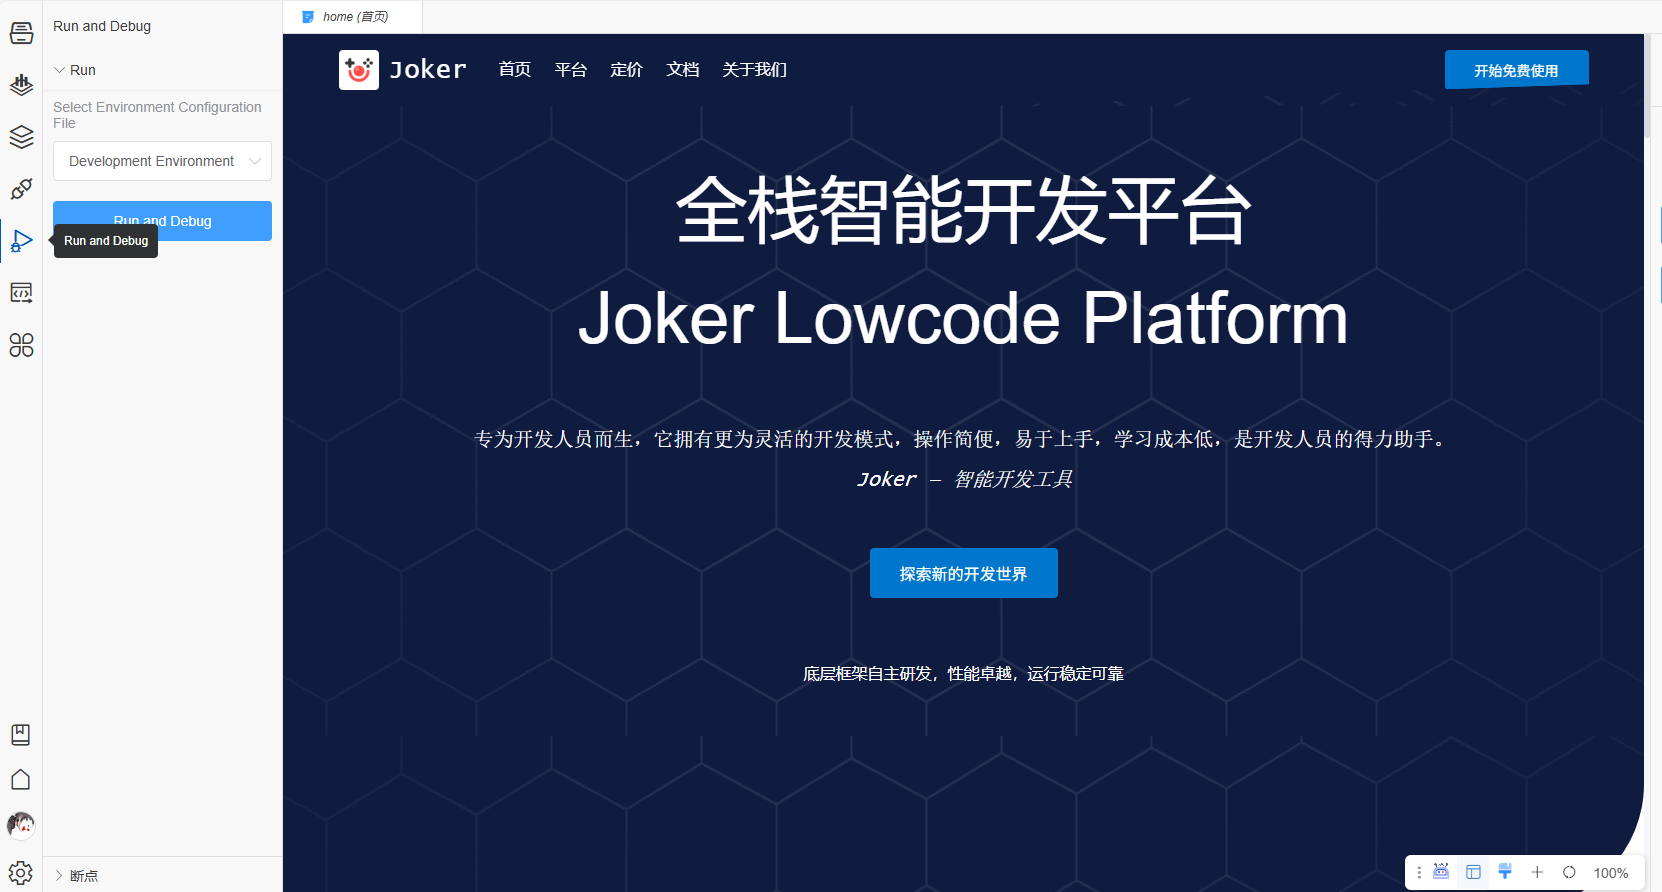 Run and Debug
Run
Select Environment Configuration
File
Development Environment
Run and Debug
Run and Debug
断点
home (首页)
Joker
首页
平台
定价
文档
关于我们
开始免费使用
全栈智能开发平台
Joker Lowcode Platform
专为开发人员而生，它拥有更为灵活的开发模式，操作简便，易于上手，学习成本低，是开发人员的得力助手。
Joker — 智能开发工具
探索新的开发世界
底层框架自主研发，性能卓越，运行稳定可靠
100%